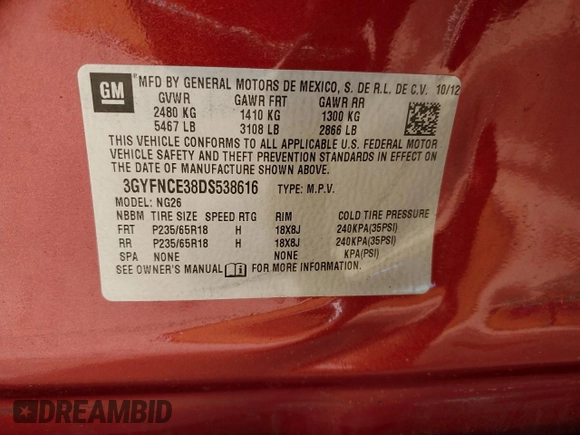 GM
MFD BY GENERAL MOTORS DE MEXICO, S. DE R.L. DE C.V. 10/12
GVWR GAWR FRT GAWR RR
2480 KG 1410 KG 1300 KG
5467 LB 3108 LB 2866 LB
THIS VEHICLE CONFORMS TO ALL APPLICABLE U.S. FEDERAL MOTOR
VEHICLE SAFETY AND THEFT PREVENTION STANDARDS IN EFFECT ON
THE DATE OF MANUFACTURE SHOWN ABOVE.
3GYFNCE38DS538616 TYPE: M.P.V.
MODEL: NG26
NBBM TIRE SIZE SPEED RTG RIM COLD TIRE PRESSURE
FRT P235/65R18 H 18X8J 240KPA(35PSI)
RR P235/65R18 H 18X8J 240KPA(35PSI)
SPA NONE NONE KPA(PSI)
SEE OWNER'S MANUAL FOR MORE INFORMATION.
DREAMBID